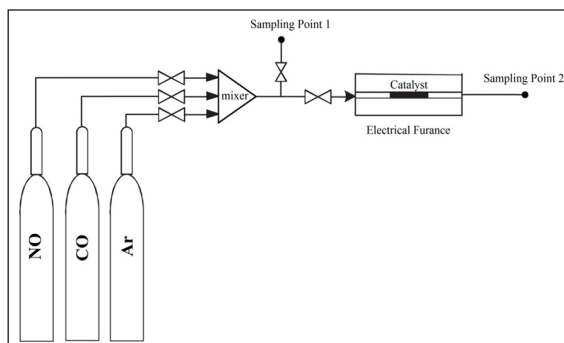 Sampling Point 1
mixer
Catalyst
Sampling Point 2
Electrical Furance
NO
CO
Ar